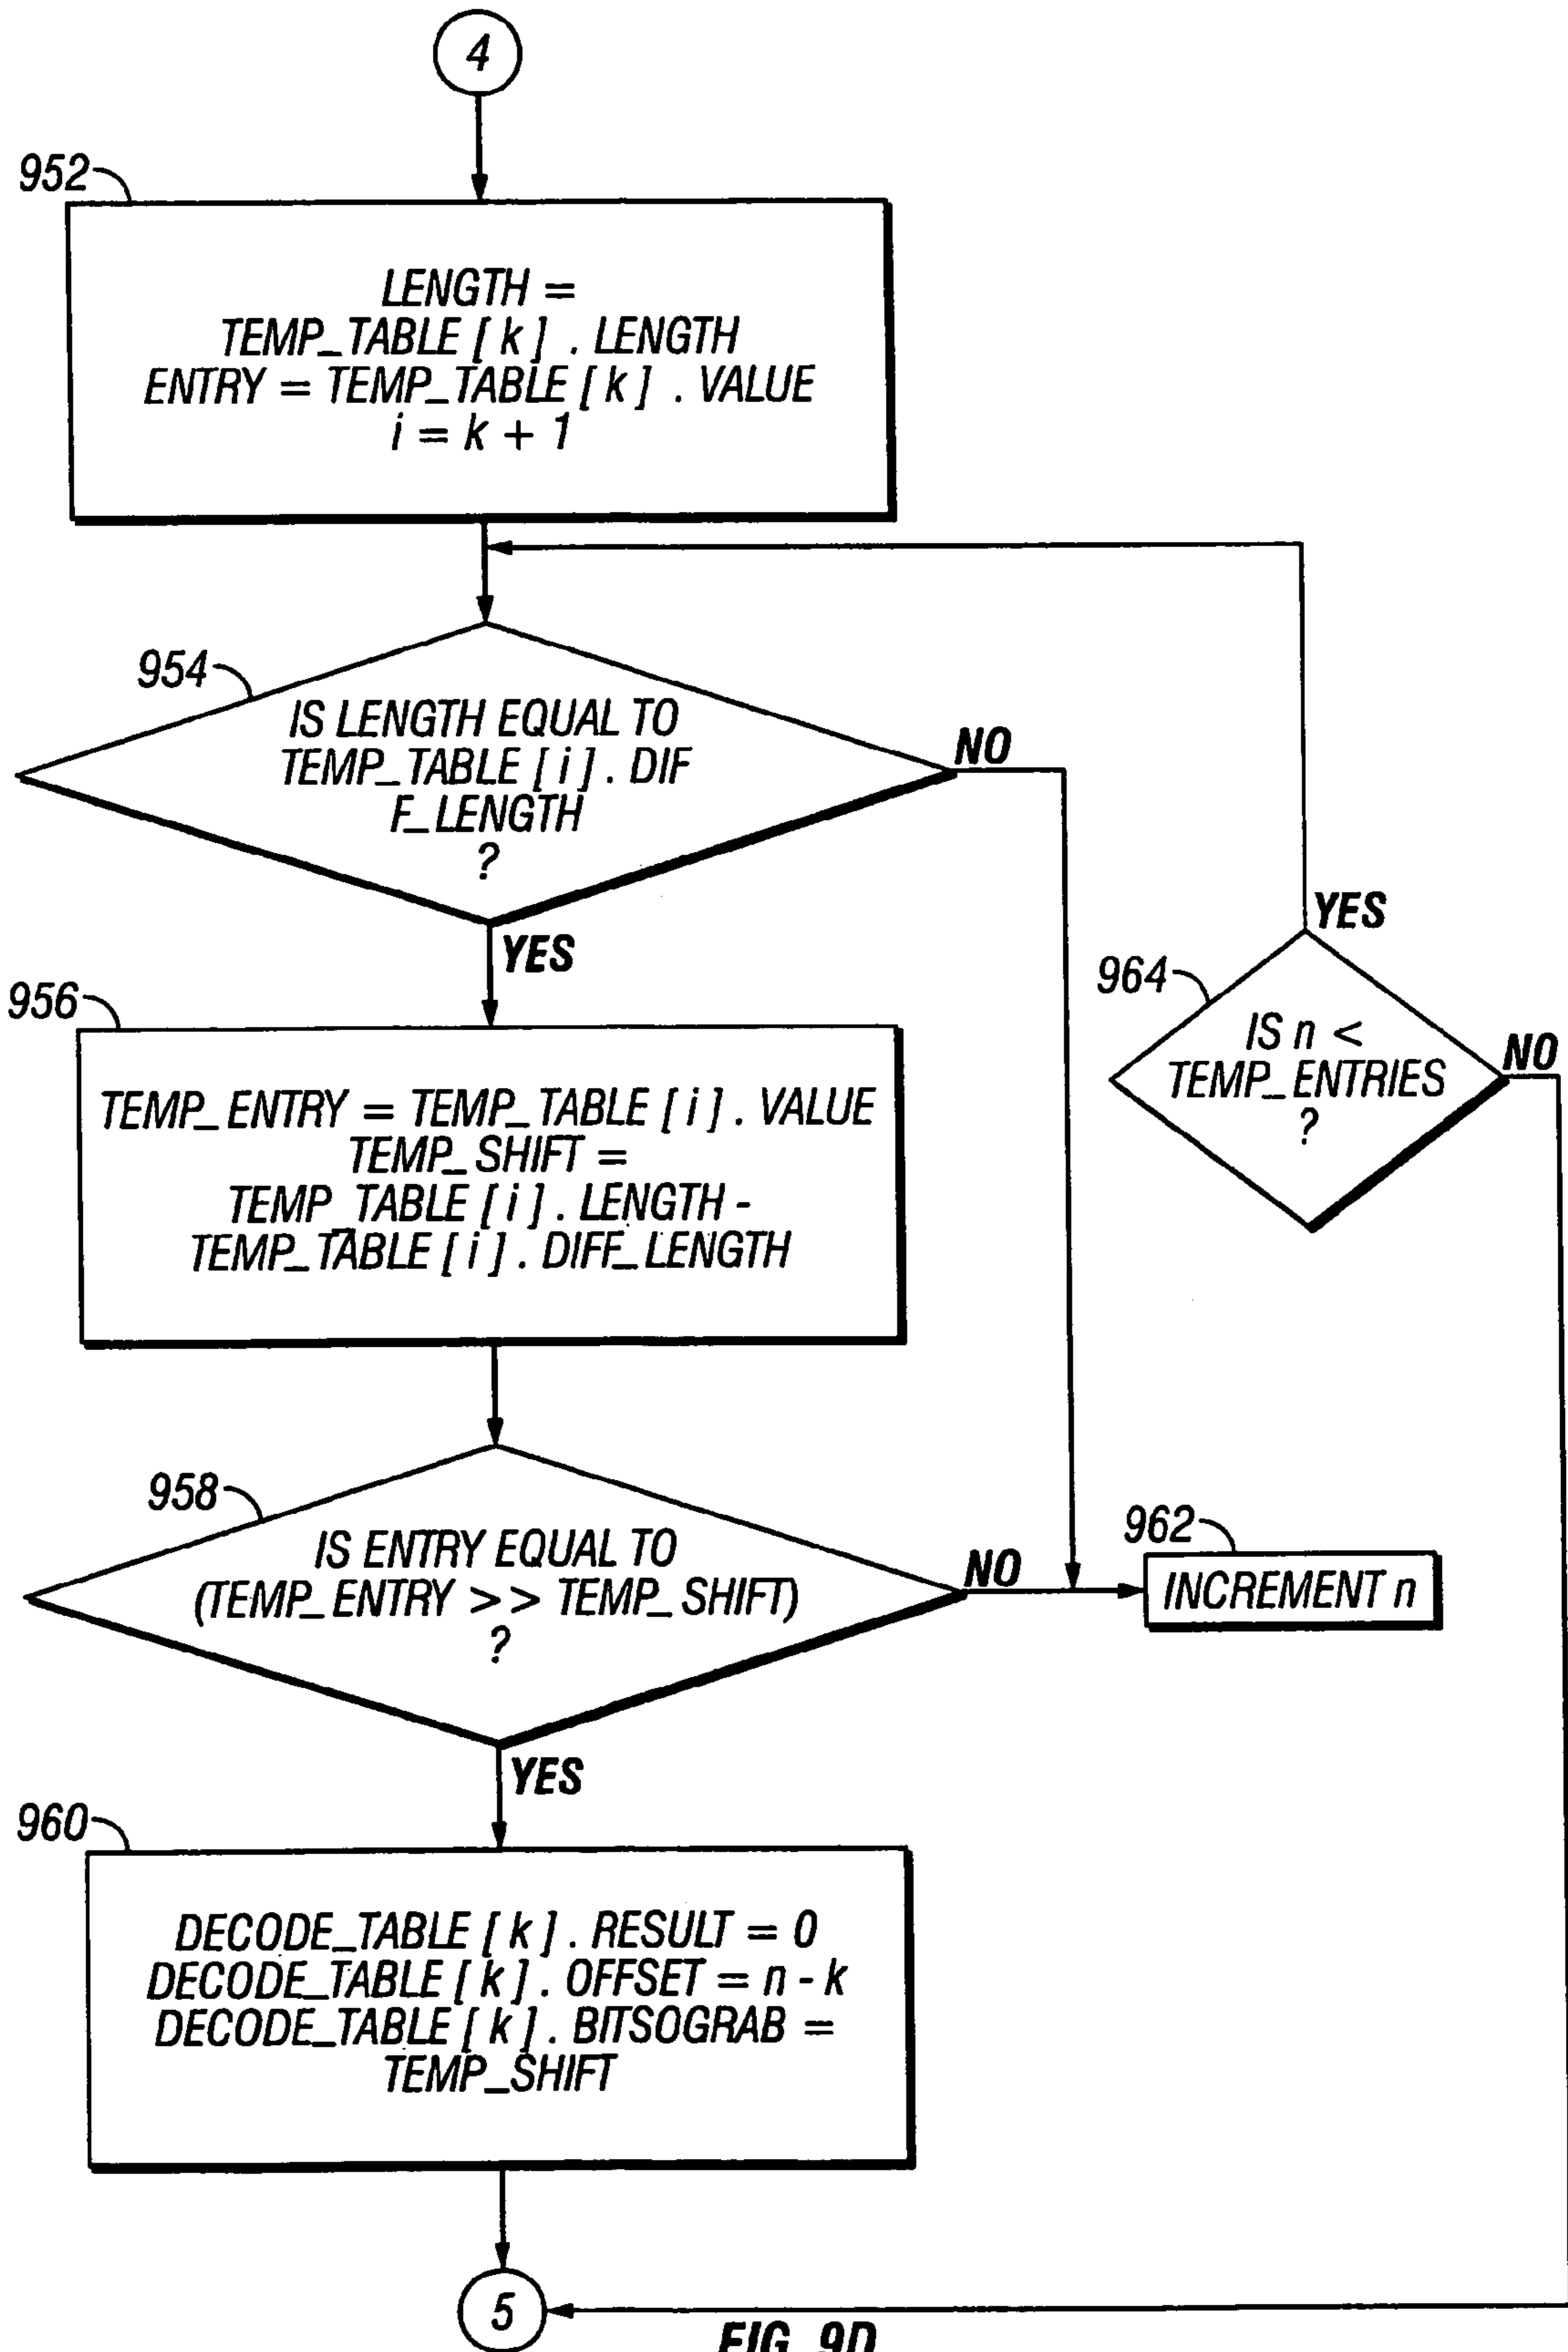 4
952
LENGTH =
TEMP_TABLE [ k ] . LENGTH
ENTRY = TEMP_TABLE [ k ] . VALUE
i = k + 1
954
IS LENGTH EQUAL TO
TEMP_TABLE [ i ] . DIF
F_LENGTH
?
NO
YES
956
TEMP_ENTRY = TEMP_TABLE [ i ] . VALUE
TEMP_SHIFT =
TEMP_TABLE [ i ] . LENGTH -
TEMP_TABLE [ i ] . DIFF_LENGTH
YES
964
IS n <
TEMP_ENTRIES
?
NO
958
IS ENTRY EQUAL TO
(TEMP_ENTRY > > TEMP_SHIFT)
?
NO
962
INCREMENT n
YES
960
DECODE_TABLE [ k ] . RESULT = 0
DECODE_TABLE [ k ] . OFFSET = n - k
DECODE_TABLE [ k ] . BITSOGRAB =
TEMP_SHIFT
5
FIG. 9D